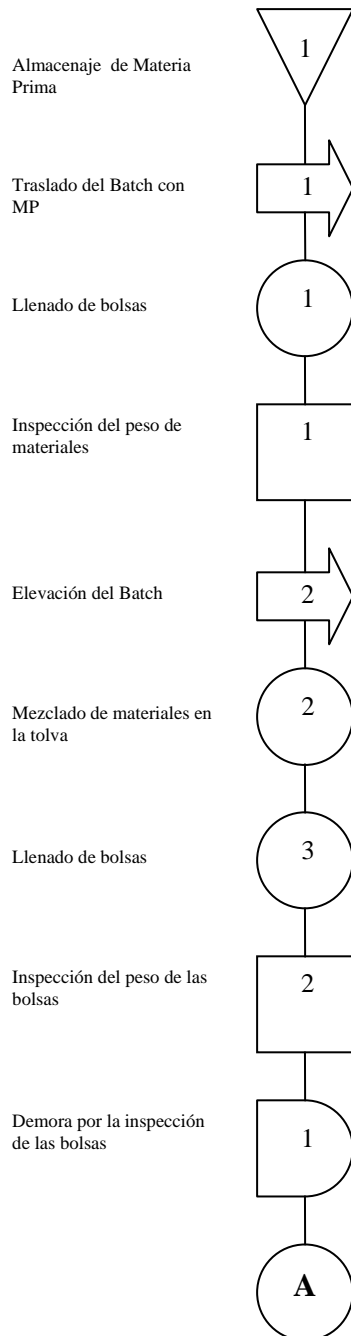 Almacenaje de Materia
Prima
1
Traslado del Batch con
MP
1
Llenado de bolsas
1
Inspección del peso de
materiales
1
Elevación del Batch
2
Mezclado de materiales en
la tolva
2
Llenado de bolsas
3
Inspección del peso de las
bolsas
2
Demora por la inspección
de las bolsas
1
A